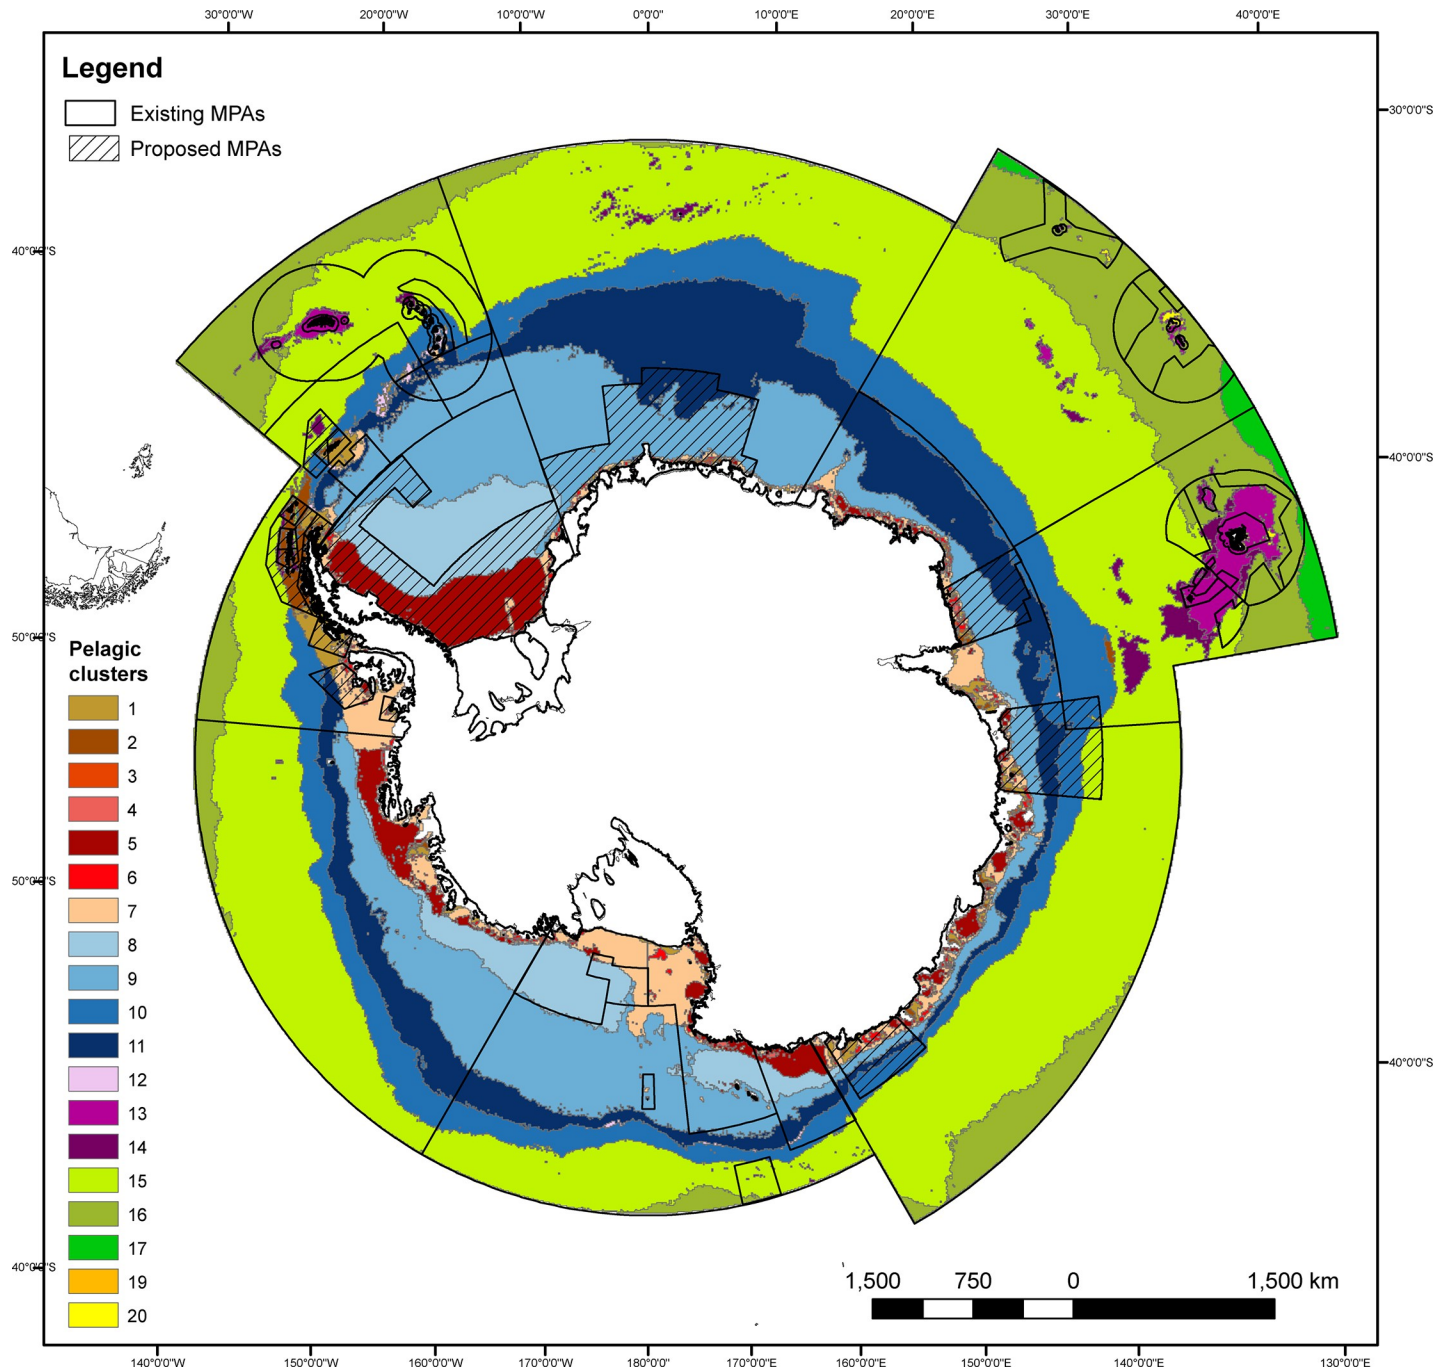 30°0'0"W 20°0'0"W 10°0'0"W 0°0'0" 10°0'0"E 20°0'0"E 30°0'0"E 40°0'0"E
Legend
Existing MPAs
Proposed MPAs
30°0'0"S
40°0'0"S
40°0'0"S
50°0'0"S
Pelagic
clusters
1
2
3
4
5
6
7
8
9
10
11
12
13
14
15
16
17
19
20
50°0'0"S
40°0'0"S
40°0'0"S
1,500 750 0 1,500 km
140°0'0"W 150°0'0"W 160°0'0"W 170°0'0"W 180°0'0" 170°0'0"E 160°0'0"E 150°0'0"E 140°0'0"E 130°0'0"E